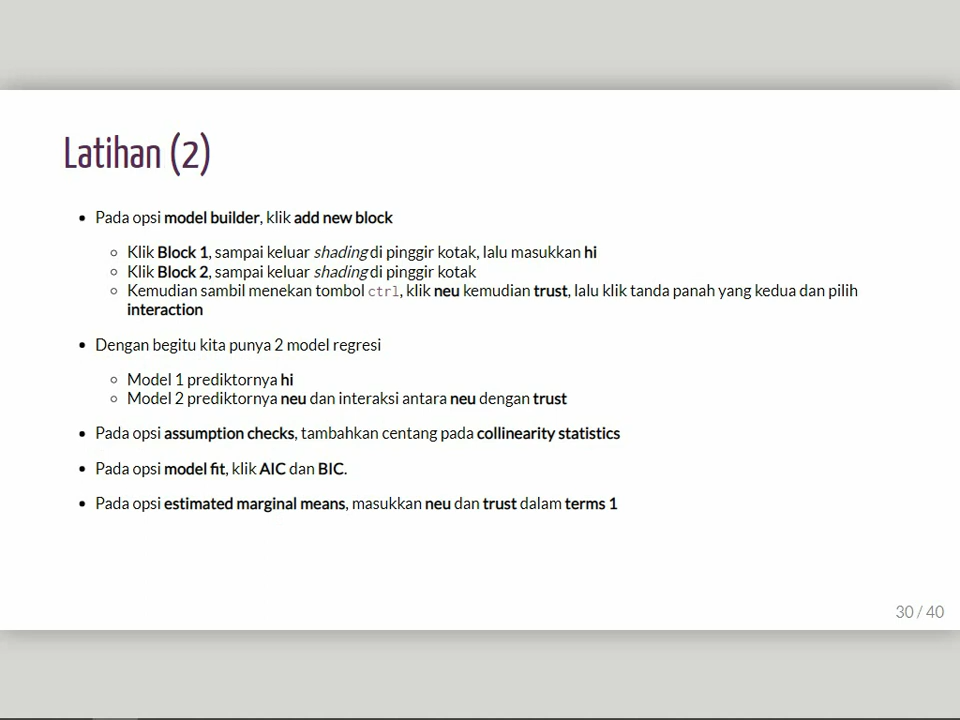 Latihan (2)
• Pada opsi model builder, klik add new block
◦ Klik Block 1, sampai keluar shading di pinggir kotak, lalu masukkan hi
◦ Klik Block 2, sampai keluar shading di pinggir kotak
◦ Kemudian sambil menekan tombol ctrl, klik neu kemudian trust, lalu klik tanda panah yang kedua dan pilih
interaction
• Dengan begitu kita punya 2 model regresi
◦ Model 1 prediktornya hi
◦ Model 2 prediktornya neu dan interaksi antara neu dengan trust
• Pada opsi assumption checks, tambahkan centang pada collinearity statistics
• Pada opsi model fit, klik AIC dan BIC.
• Pada opsi estimated marginal means, masukkan neu dan trust dalam terms 1
30 / 40